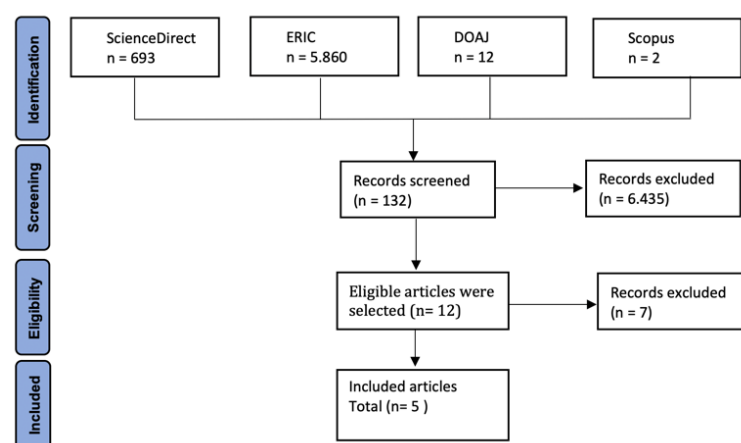 Identification
ScienceDirect
n = 693
ERIC
n = 5.860
DOAJ
n = 12
Scopus
n = 2
Screening
Records screened
(n = 132)
Records excluded
(n = 6.435)
Eligibility
Eligible articles were
selected (n= 12)
Records excluded
(n = 7)
Included
Included articles
Total (n= 5 )